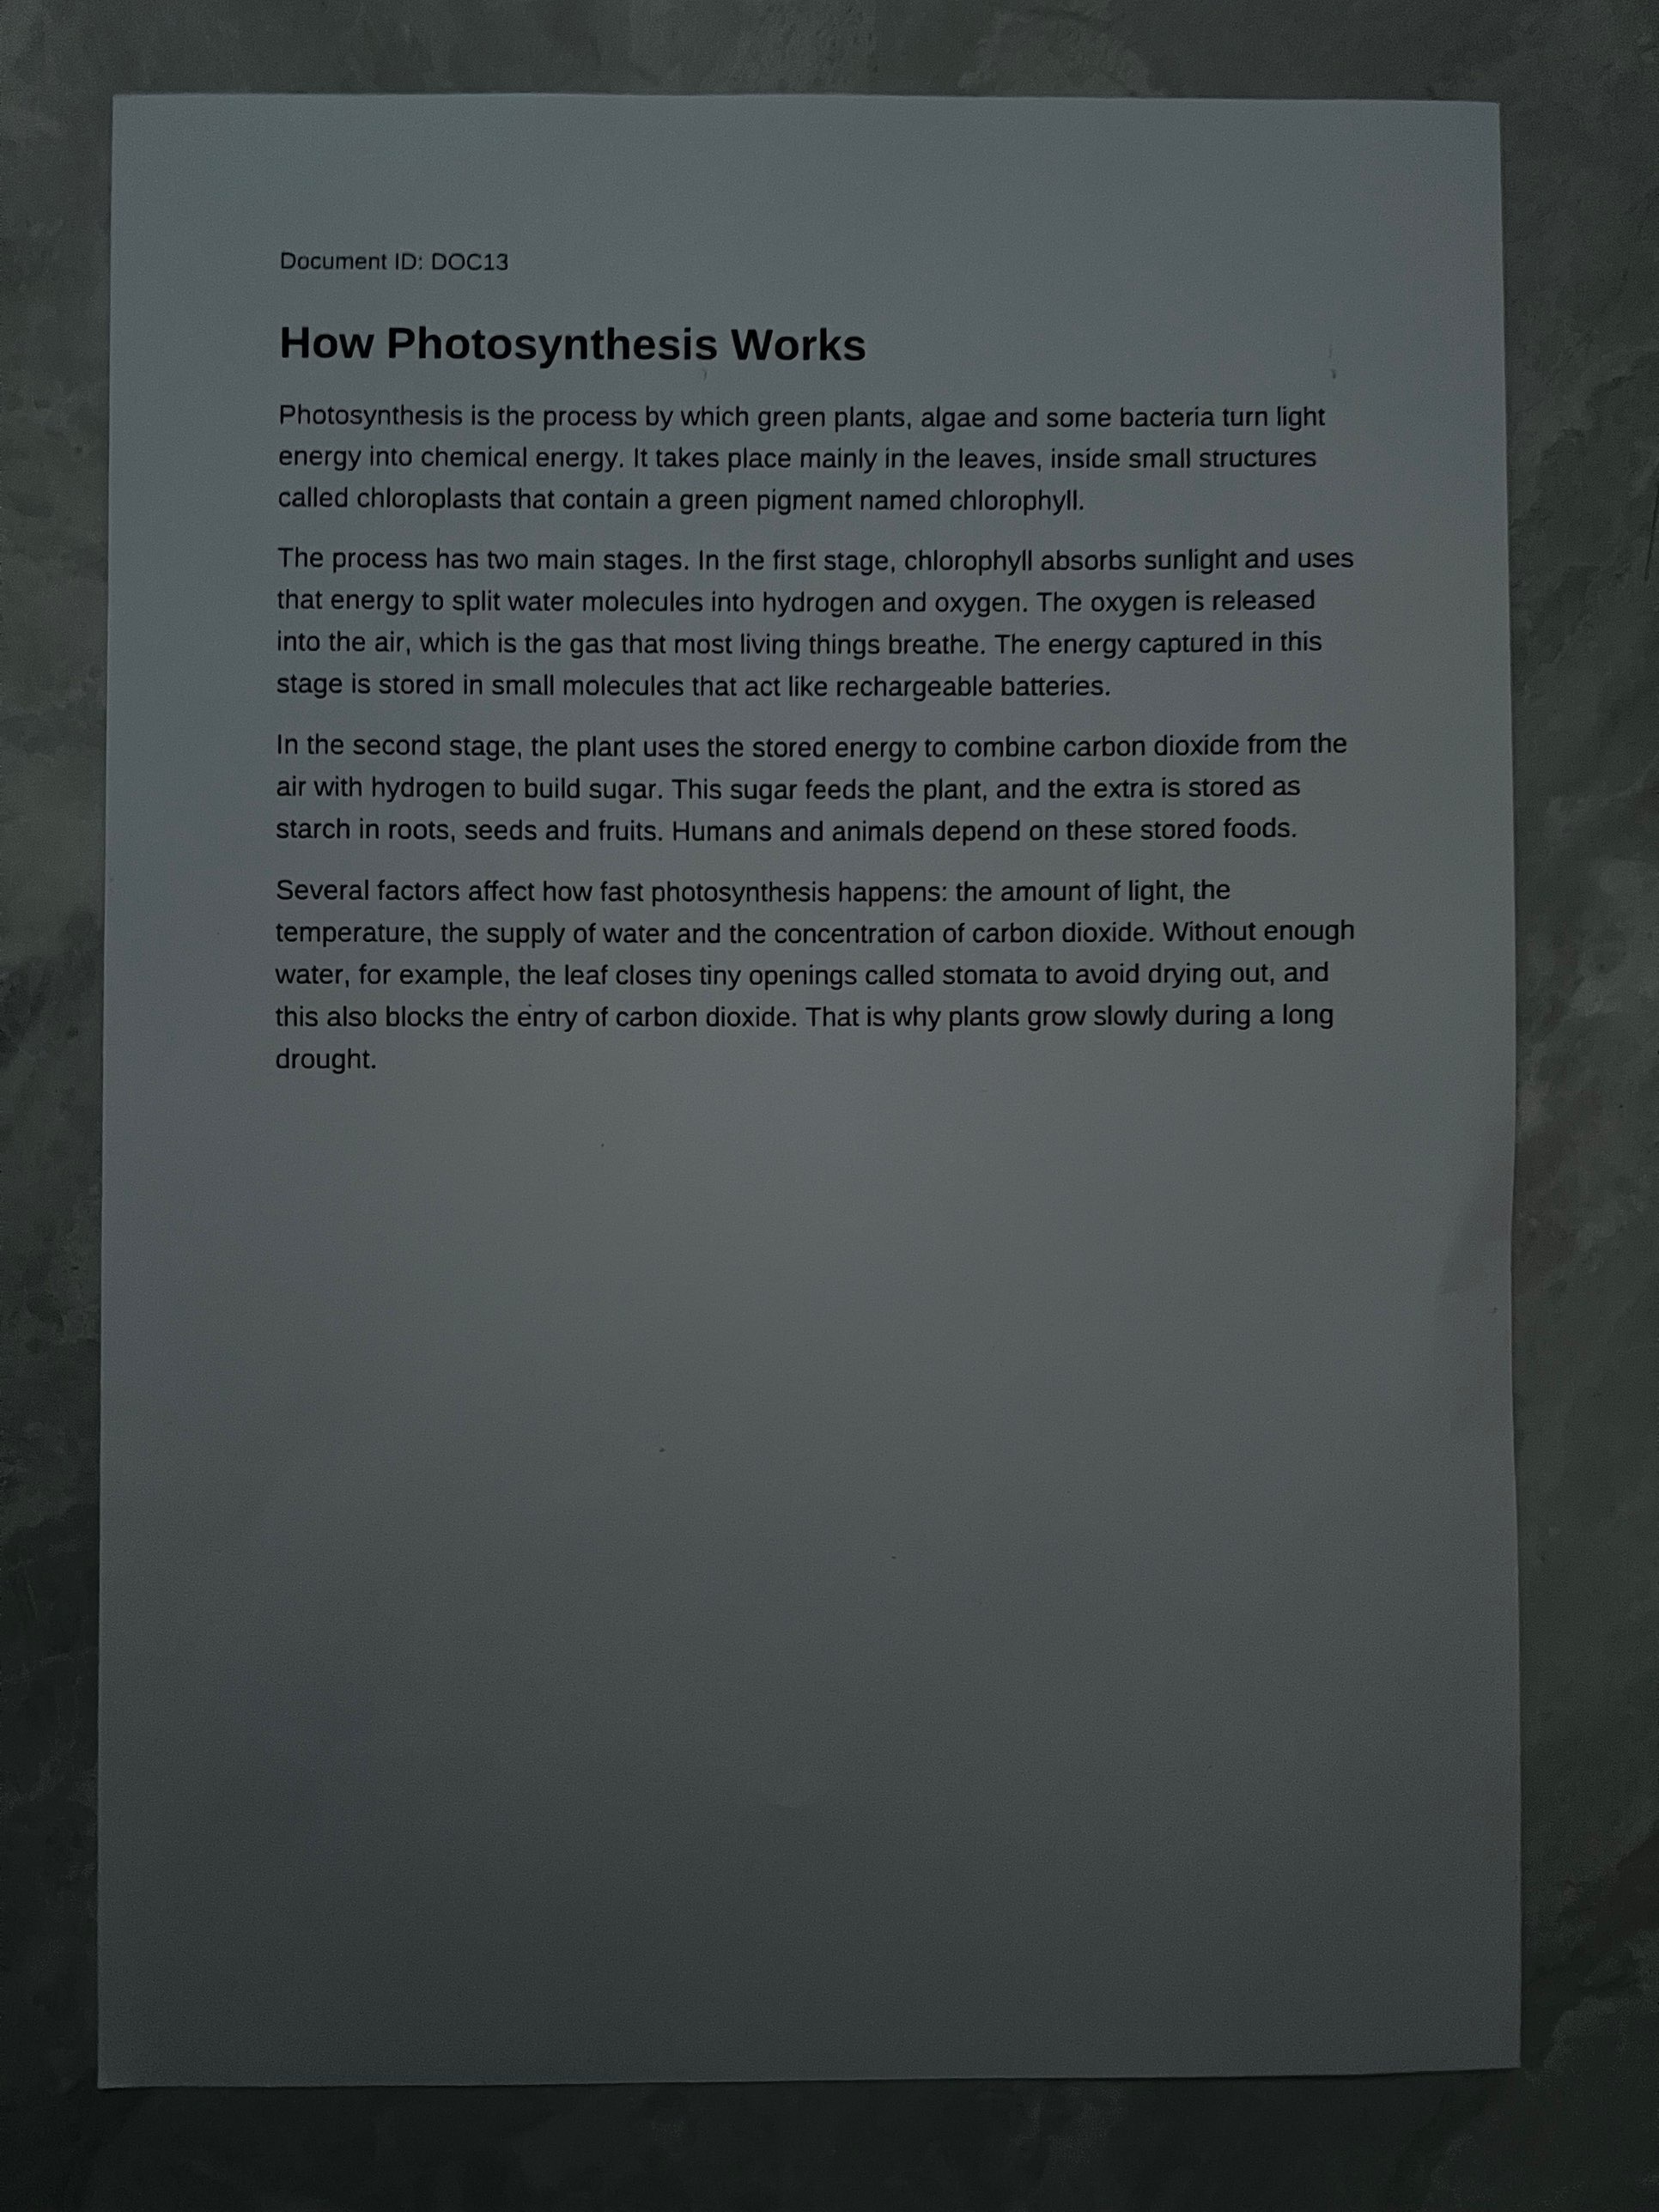 Document ID: DOC13
How Photosynthesis Works
Photosynthesis is the process by which green plants, algae and some bacteria turn light
energy into chemical energy. It takes place mainly in the leaves, inside small structures
called chloroplasts that contain a green pigment named chlorophyll.
The process has two main stages. In the first stage, chlorophyll absorbs sunlight and uses
that energy to split water molecules into hydrogen and oxygen. The oxygen is released
into the air, which is the gas that most living things breathe. The energy captured in this
stage is stored in small molecules that act like rechargeable batteries.
In the second stage, the plant uses the stored energy to combine carbon dioxide from the
air with hydrogen to build sugar. This sugar feeds the plant, and the extra is stored as
starch in roots, seeds and fruits. Humans and animals depend on these stored foods.
Several factors affect how fast photosynthesis happens: the amount of light, the
temperature, the supply of water and the concentration of carbon dioxide. Without enough
water, for example, the leaf closes tiny openings called stomata to avoid drying out, and
this also blocks the entry of carbon dioxide. That is why plants grow slowly during a long
drought.